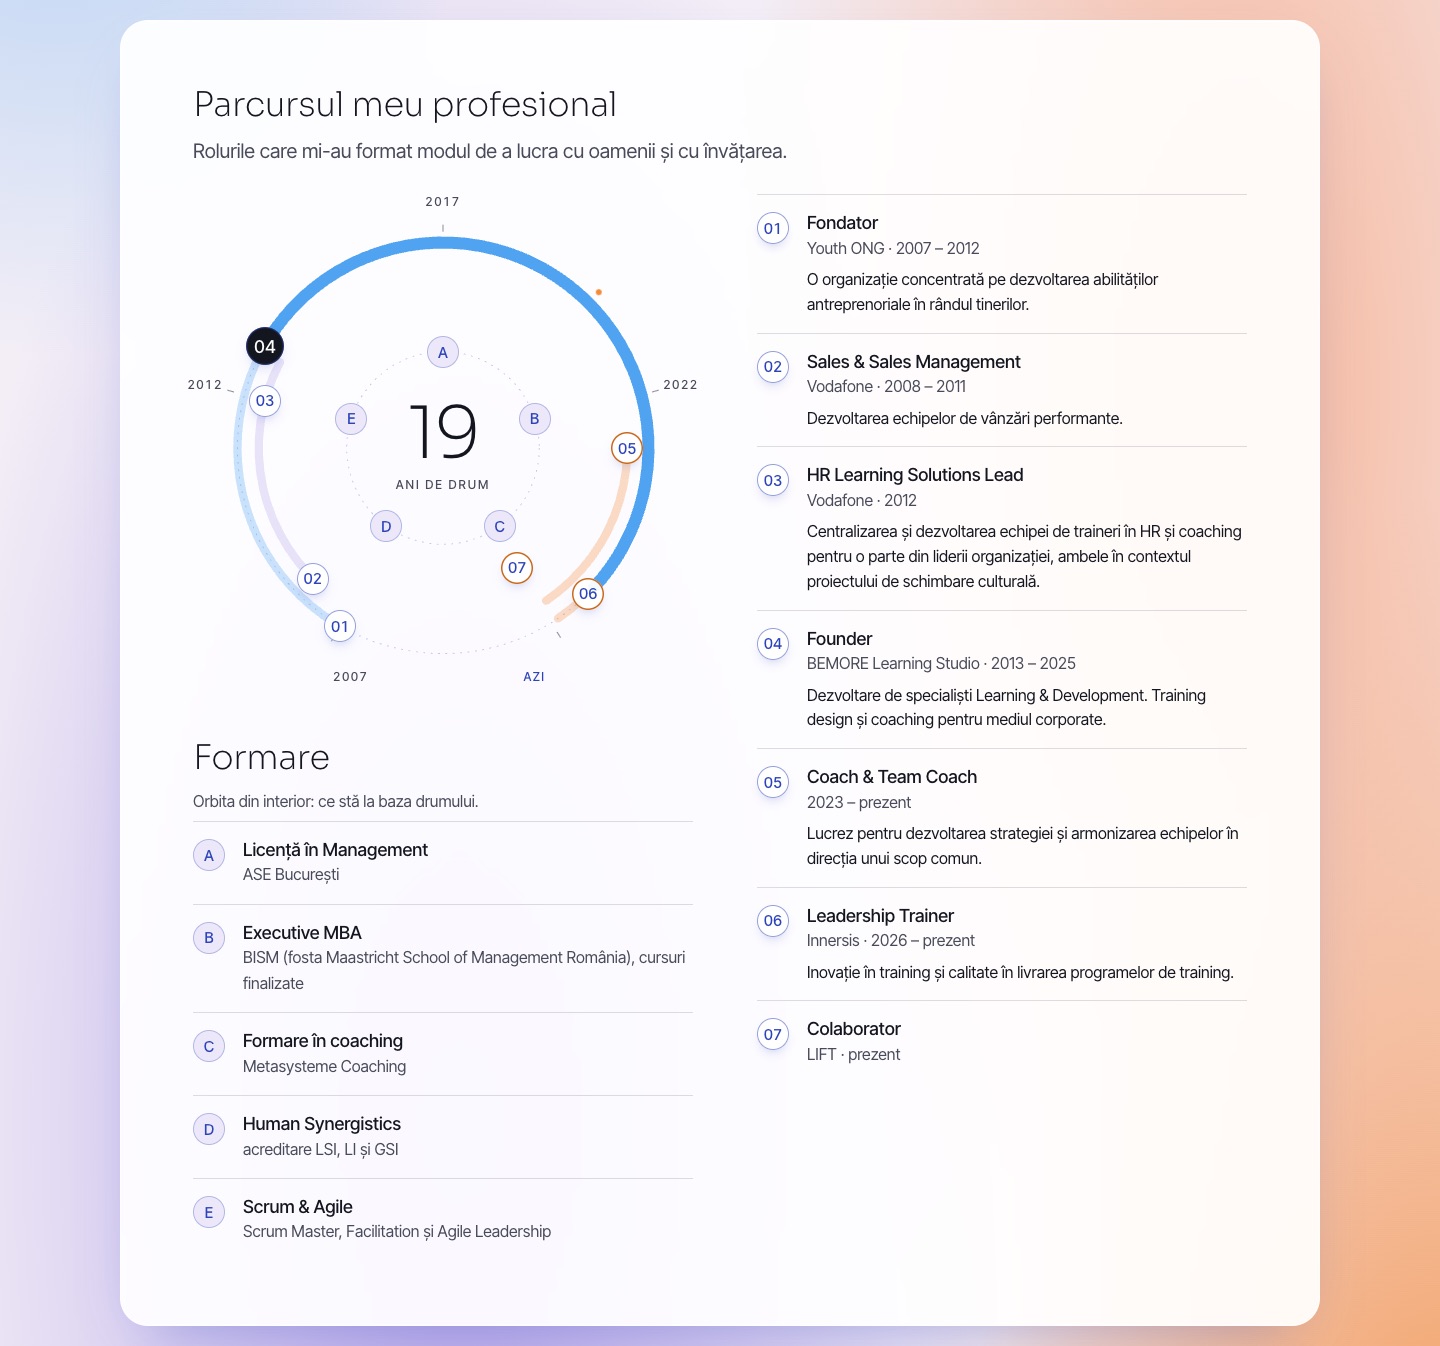 Parcursul meu profesional
Rolurile care mi-au format modul de a lucra cu oamenii și cu învățarea.
2017
04
A
2012
2022
03
E
19
B
05
ANI DE DRUM
D
C
07
02
06
01
2007
AZI
Formare
Orbita din interior: ce stă la baza drumului.
A
Licență în Management
ASE București
B
Executive MBA
BISM (fosta Maastricht School of Management România), cursuri
finalizate
C
Formare în coaching
Metasysteme Coaching
D
Human Synergistics
acreditare LSI, LI și GSI
E
Scrum & Agile
Scrum Master, Facilitation și Agile Leadership
01
Fondator
Youth ONG · 2007 – 2012
O organizație concentrată pe dezvoltarea abilităților
antreprenoriale în rândul tinerilor.
02
Sales & Sales Management
Vodafone · 2008 – 2011
Dezvoltarea echipelor de vânzări performante.
03
HR Learning Solutions Lead
Vodafone · 2012
Centralizarea și dezvoltarea echipei de traineri în HR și coaching
pentru o parte din liderii organizației, ambele în contextul
proiectului de schimbare culturală.
04
Founder
BEMORE Learning Studio · 2013 – 2025
Dezvoltare de specialiști Learning & Development. Training
design și coaching pentru mediul corporate.
05
Coach & Team Coach
2023 – prezent
Lucrez pentru dezvoltarea strategiei și armonizarea echipelor în
direcția unui scop comun.
06
Leadership Trainer
Innersis · 2026 – prezent
Inovație în training și calitate în livrarea programelor de training.
07
Colaborator
LIFT · prezent